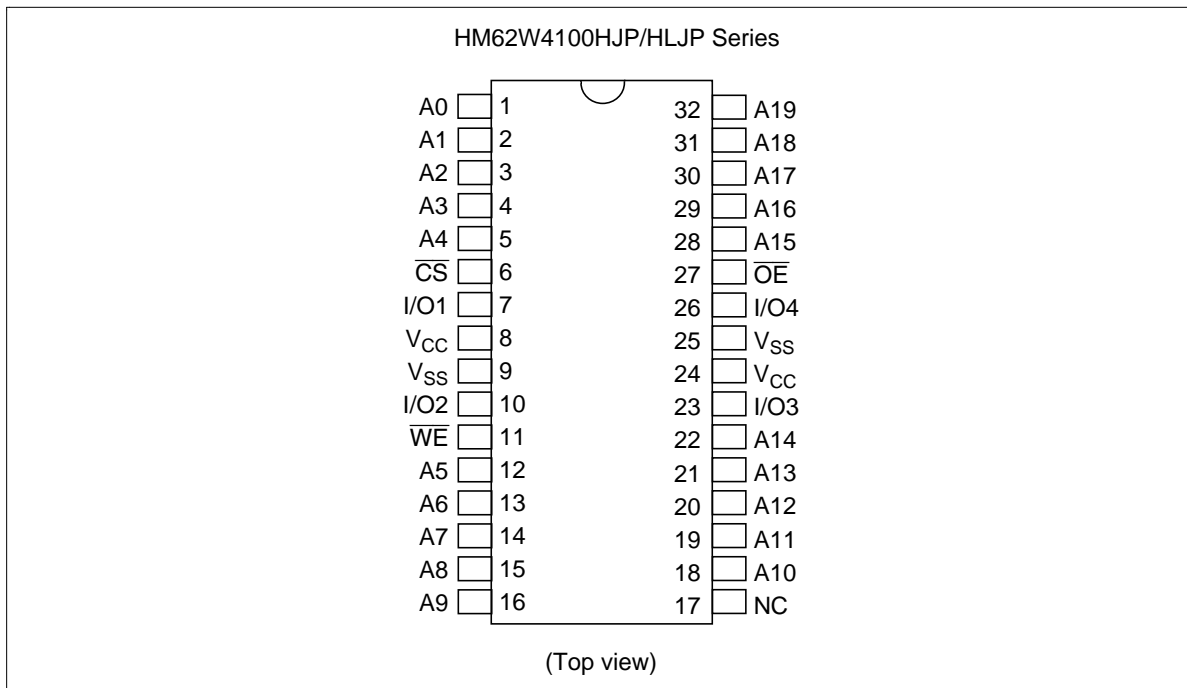 HM62W4100HJP/HLJP Series
A0 1 32 A19
A1 2 31 A18
A2 3 30 A17
A3 4 29 A16
A4 5 28 A15
C̅S̅ 6 27 O̅E̅
I/O1 7 26 I/O4
VCC 8 25 VSS
VSS 9 24 VCC
I/O2 10 23 I/O3
W̅E̅ 11 22 A14
A5 12 21 A13
A6 13 20 A12
A7 14 19 A11
A8 15 18 A10
A9 16 17 NC
(Top view)